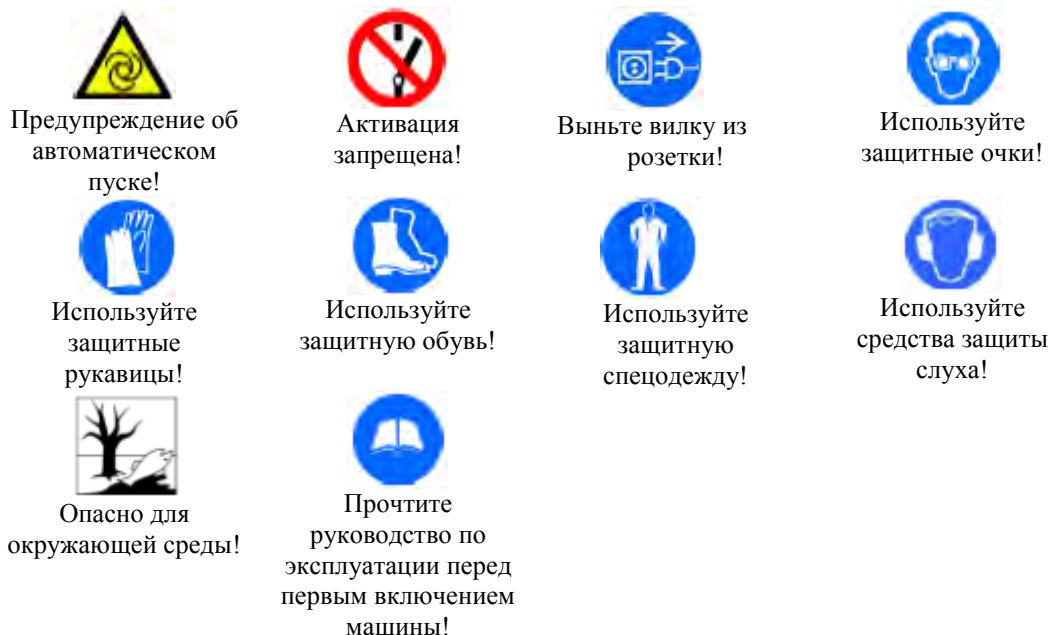 Предупреждение об
автоматическом
пуске!
Активация
запрещена!
Выньте вилку из
розетки!
Используйте
защитные очки!
Используйте
защитные
рукавицы!
Используйте
защитную обувь!
Используйте
защитную
спецодежду!
Используйте
средства защиты
слуха!
Опасно для
окружающей среды!
Прочтите
руководство по
эксплуатации перед
первым включением
машины!